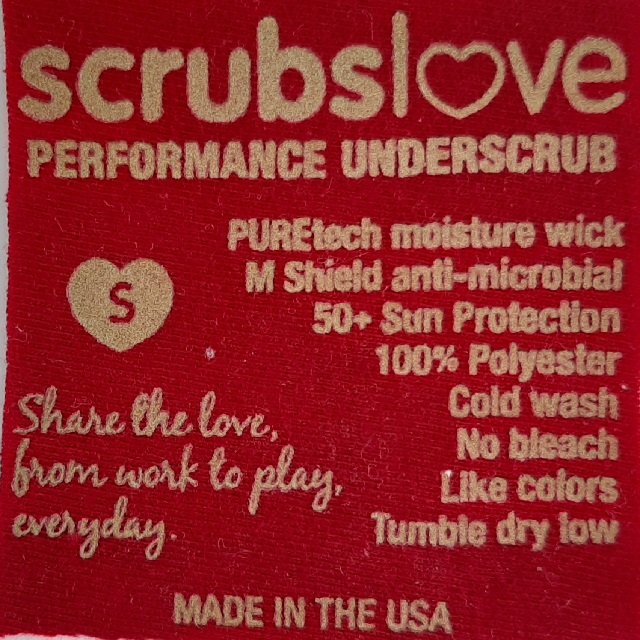 scrubslove
PERFORMANCE UNDERSCRUB
PUREtech moisture wick
M Shield anti-microbial
50+ Sun Protection
100% Polyester
Cold wash
No bleach
Like colors
Tumble dry low
S
Share the love,
from work to play,
everyday.
MADE IN THE USA